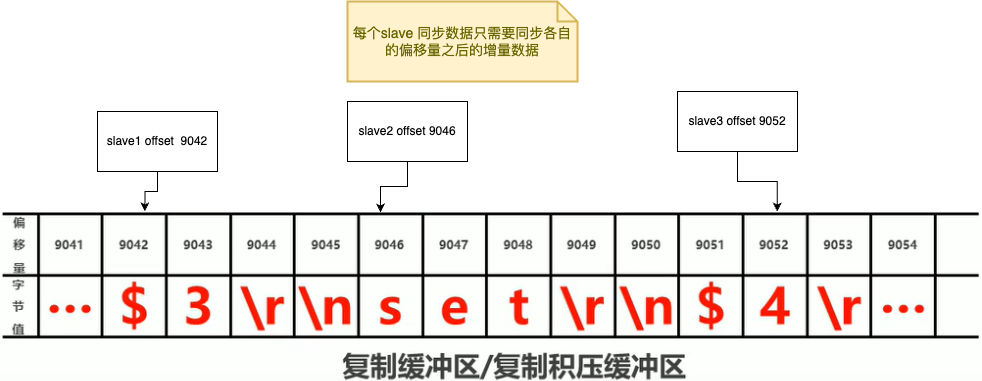 每个slave 同步数据只需要同步各自
的偏移量之后的增量数据
slave1 offset 9042
slave2 offset 9046
slave3 offset 9052
偏移量 9041 9042 9043 9044 9045 9046 9047 9048 9049 9050 9051 9052 9053 9054
字节值 ... $ 3 \r \n s e t \r \n $ 4 \r ...
复制缓冲区/复制积压缓冲区